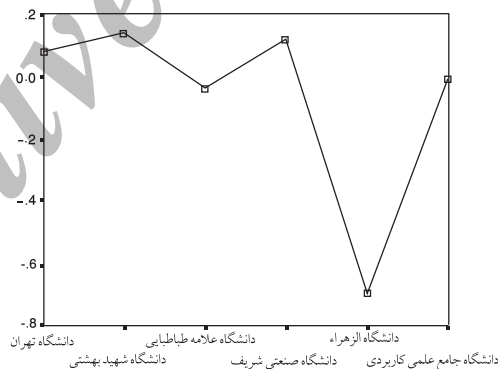 .2
0.0
-.2
-.4
-.6
-.8
دانشگاه تهران
دانشگاه شهید بهشتی
دانشگاه علامه طباطبایی
دانشگاه صنعتی شریف
دانشگاه الزهراء
دانشگاه جامع علمی کاربردی
ive